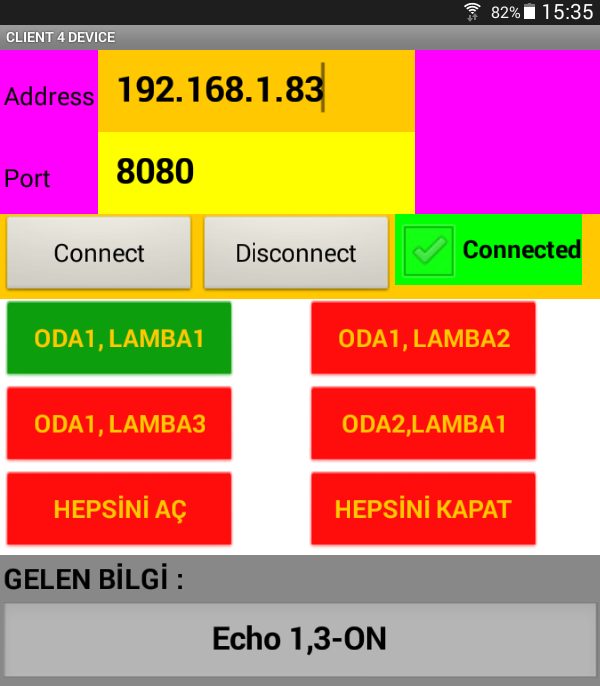 82% 15:35
CLIENT 4 DEVICE
Address 192.168.1.83
Port 8080
Connect Disconnect Connected
ODA1, LAMBA1 ODA1, LAMBA2
ODA1, LAMBA3 ODA2,LAMBA1
HEPSİNİ AÇ HEPSİNİ KAPAT
GELEN BİLGİ :
Echo 1,3-ON